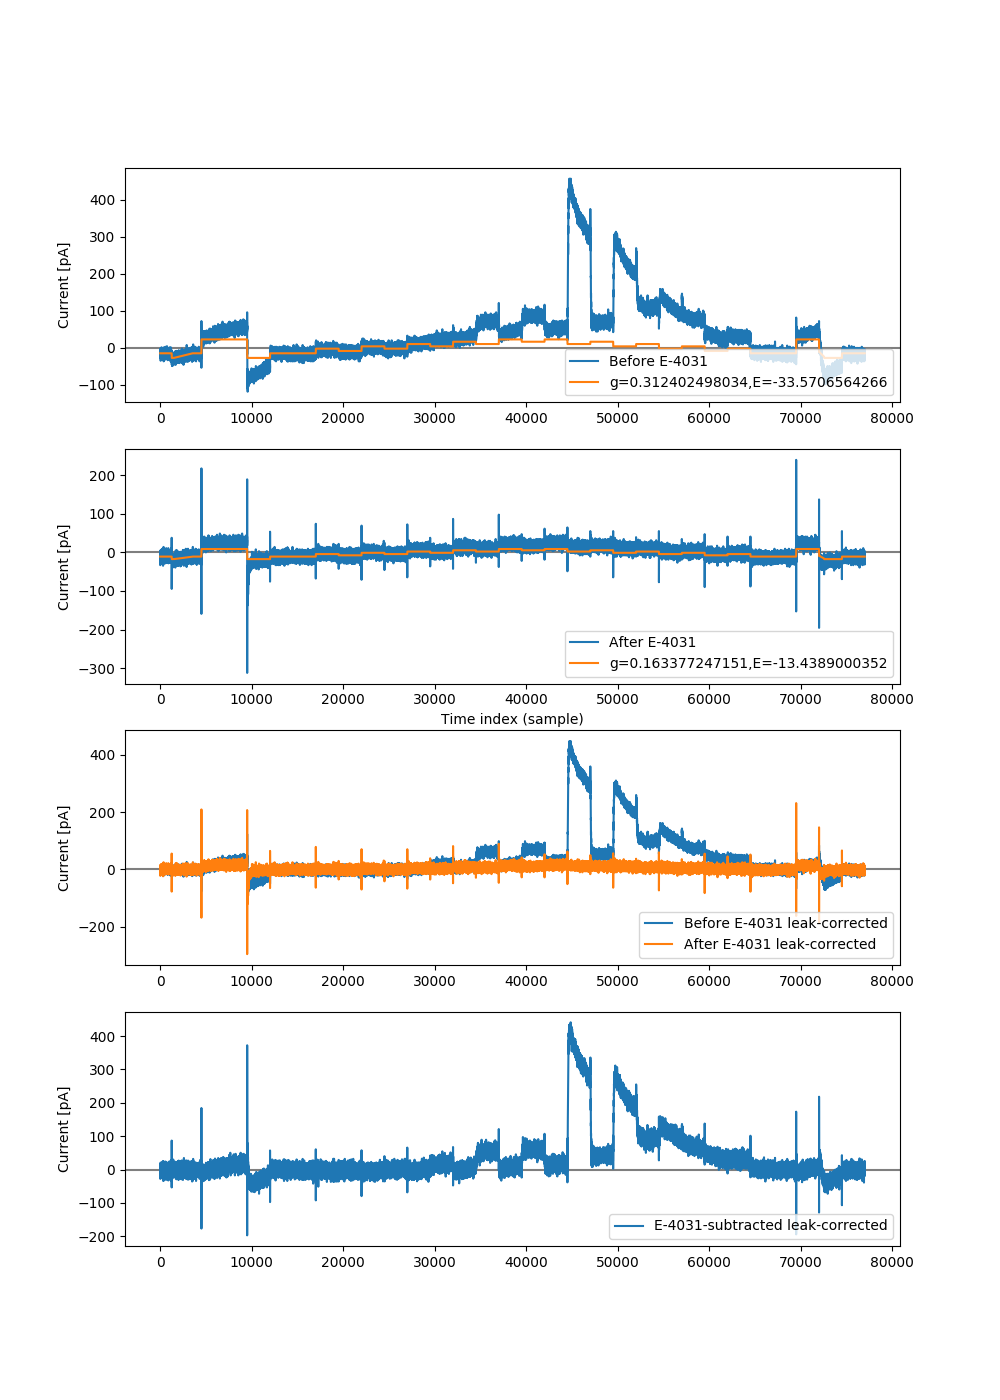 400
300
200
100
0
−100
Current [pA]
Before E-4031
g=0.312402498034,E=-33.5706564266
0 10000 20000 30000 40000 50000 60000 70000 80000
200
100
0
−100
−200
−300
Current [pA]
After E-4031
g=0.163377247151,E=-13.4389000352
0 10000 20000 30000 40000 50000 60000 70000 80000
Time index (sample)
400
200
0
−200
Current [pA]
Before E-4031 leak-corrected
After E-4031 leak-corrected
0 10000 20000 30000 40000 50000 60000 70000 80000
400
300
200
100
0
−100
−200
Current [pA]
E-4031-subtracted leak-corrected
0 10000 20000 30000 40000 50000 60000 70000 80000